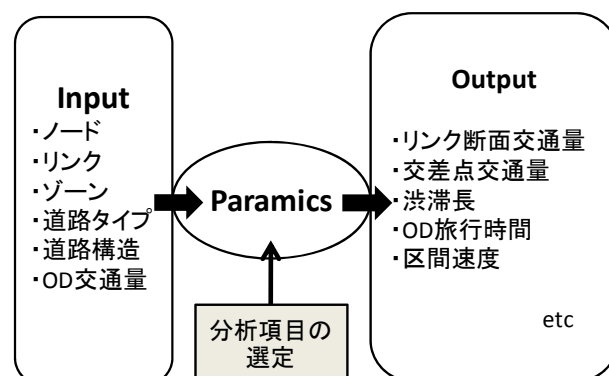 Input
・ノード
・リンク
・ゾーン
・道路タイプ
・道路構造
・OD交通量
Paramics
分析項目の
選定
Output
・リンク断面交通量
・交差点交通量
・渋滞長
・OD旅行時間
・区間速度
etc